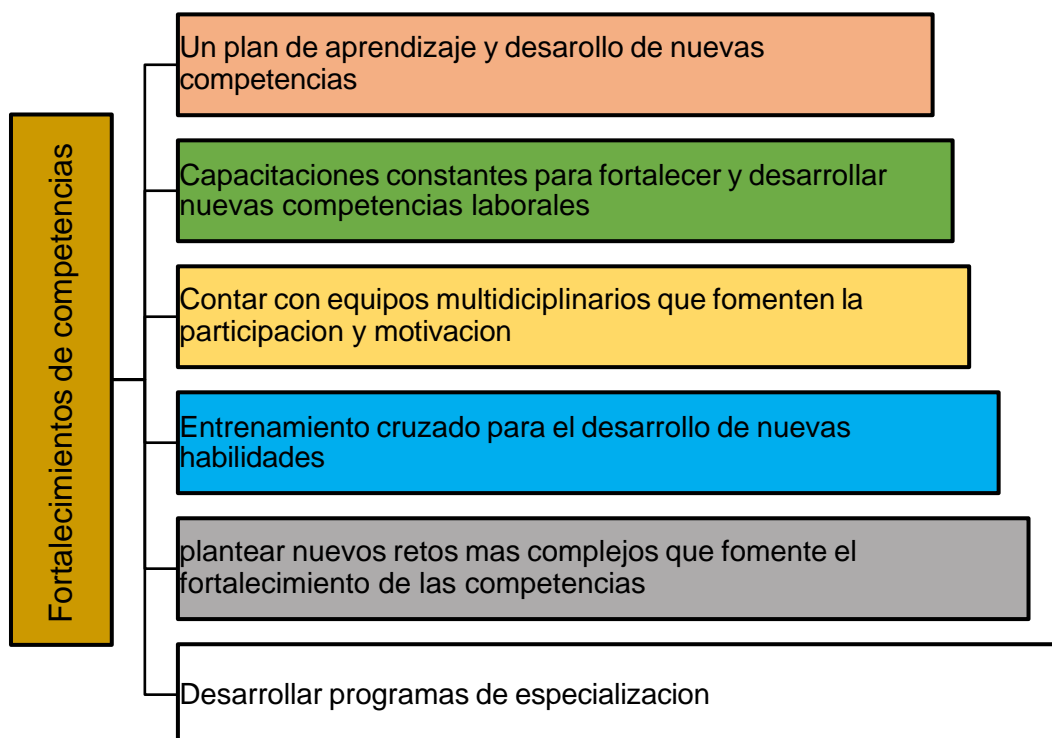 Fortalecimientos de competencias
Un plan de aprendizaje y desarollo de nuevas
competencias
Capacitaciones constantes para fortalecer y desarrollar
nuevas competencias laborales
Contar con equipos multidiciplinarios que fomenten la
participacion y motivacion
Entrenamiento cruzado para el desarrollo de nuevas
habilidades
plantear nuevos retos mas complejos que fomente el
fortalecimiento de las competencias
Desarrollar programas de especializacion